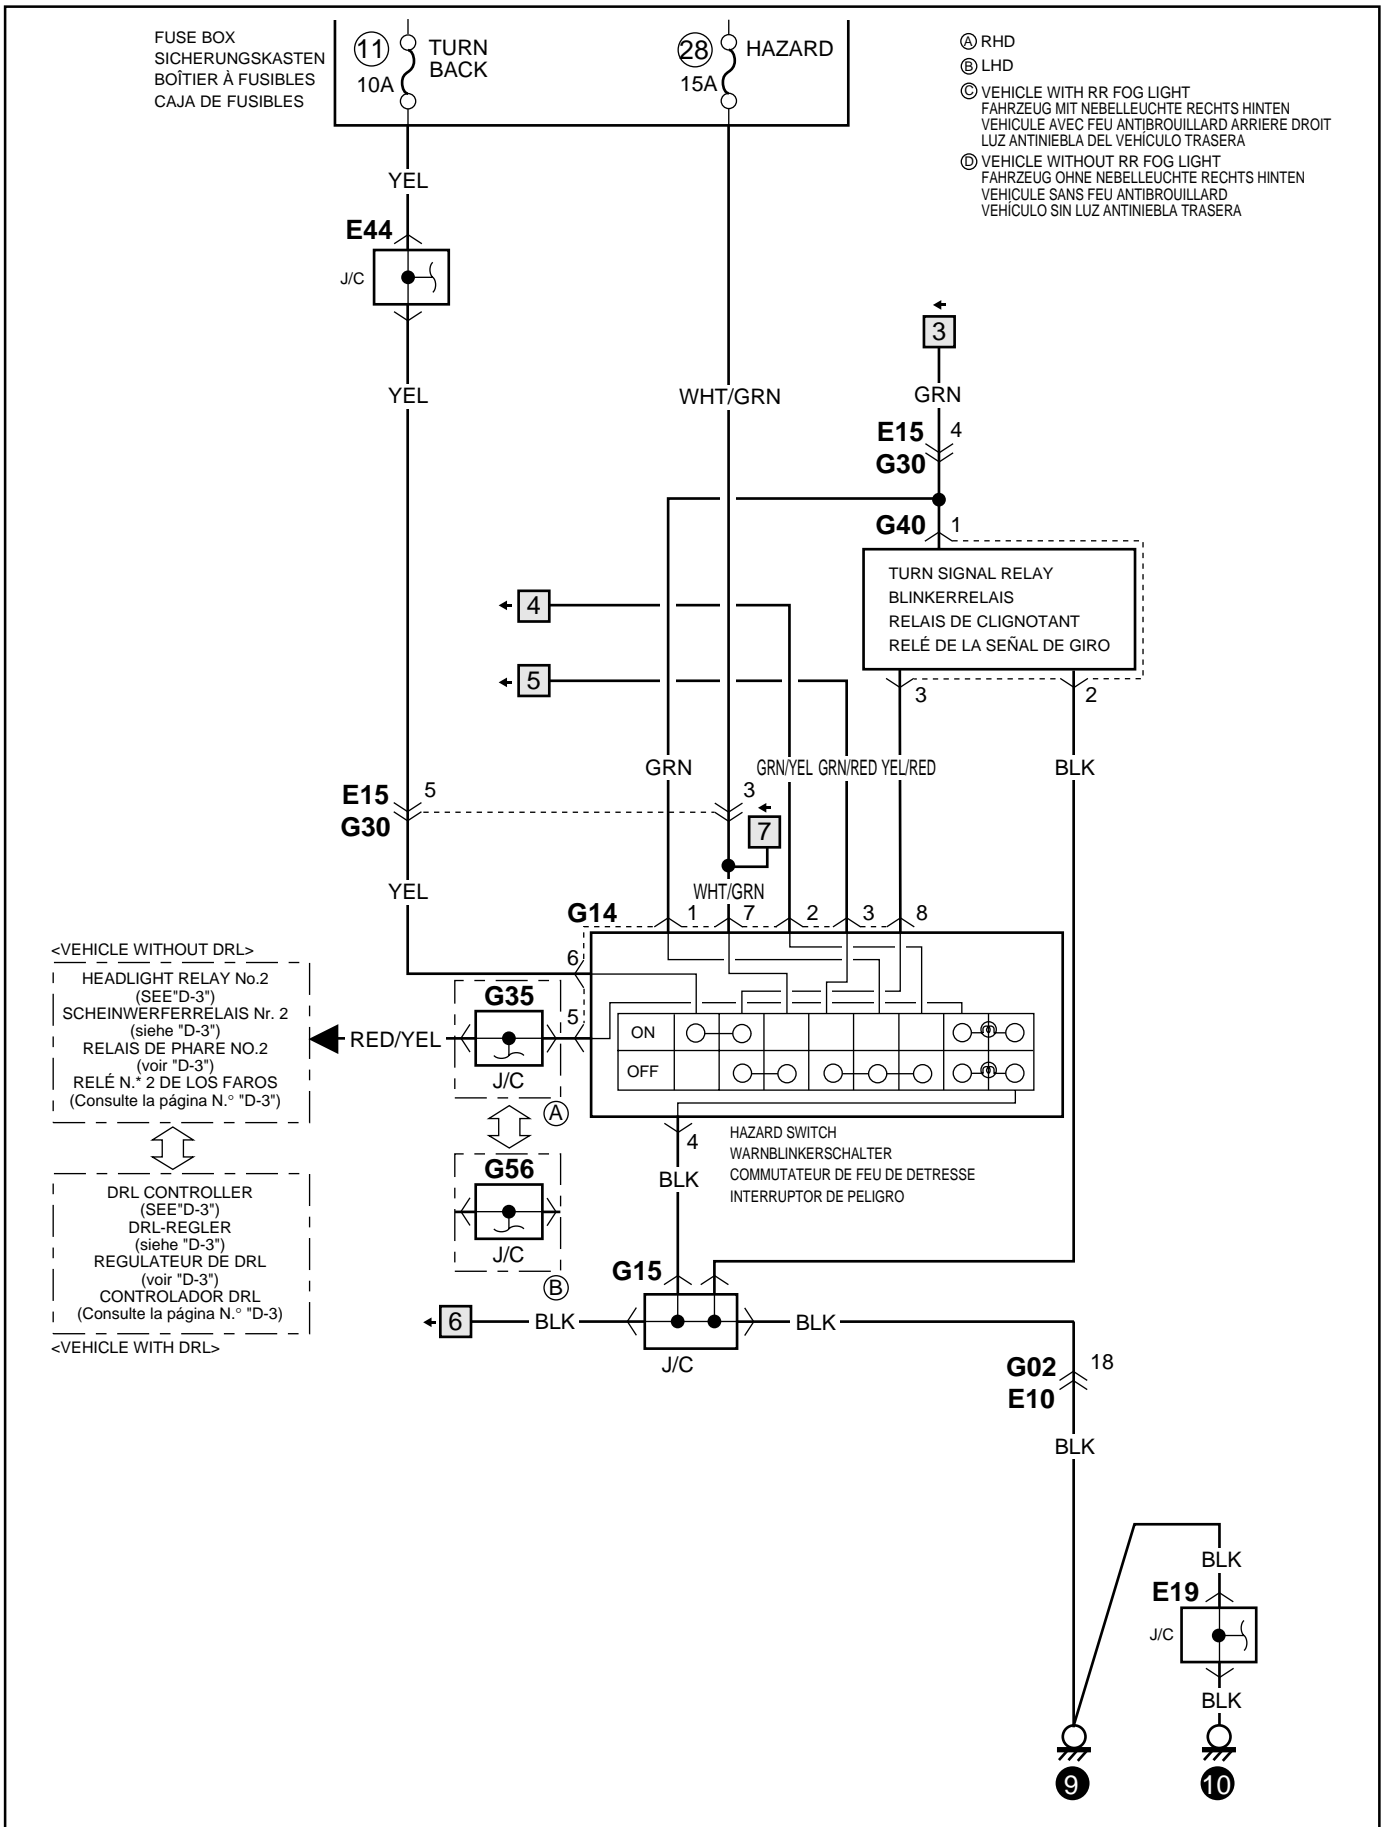 FUSE BOX
SICHERUNGSKASTEN
BOÎTIER À FUSIBLES
CAJA DE FUSIBLES
11
TURN
BACK
10A
28
HAZARD
15A
A RHD
B LHD
C VEHICLE WITH RR FOG LIGHT
FAHRZEUG MIT NEBELLEUCHTE RECHTS HINTEN
VEHICULE AVEC FEU ANTIBROUILLARD ARRIERE DROIT
LUZ ANTINIEBLA DEL VEHÍCULO TRASERA
D VEHICLE WITHOUT RR FOG LIGHT
FAHRZEUG OHNE NEBELLEUCHTE RECHTS HINTEN
VEHICULE SANS FEU ANTIBROUILLARD
VEHÍCULO SIN LUZ ANTINIEBLA TRASERA
YEL
E44
J/C
3
YEL
WHT/GRN
GRN
E15
4
G30
G40
1
TURN SIGNAL RELAY
BLINKERRELAIS
RELAIS DE CLIGNOTANT
RELÉ DE LA SEÑAL DE GIRO
4
5
3
2
GRN
GRN/YEL
GRN/RED
YEL/RED
BLK
E15
5
3
G30
7
YEL
WHT/GRN
G14
1
7
2
3
8
6
5
<VEHICLE WITHOUT DRL>
HEADLIGHT RELAY No.2
(SEE"D-3")
SCHEINWERFERRELAIS Nr. 2
(siehe "D-3")
RELAIS DE PHARE NO.2
(voir "D-3")
RELÉ N.* 2 DE LOS FAROS
(Consulte la página N.° "D-3")
RED/YEL
G35
J/C
A
ON
OFF
4
HAZARD SWITCH
WARNBLINKERSCHALTER
COMMUTATEUR DE FEU DE DETRESSE
INTERRUPTOR DE PELIGRO
BLK
G56
J/C
B
DRL CONTROLLER
(SEE"D-3")
DRL-REGLER
(siehe "D-3")
REGULATEUR DE DRL
(voir "D-3")
CONTROLADOR DRL
(Consulte la página N.° "D-3)
<VEHICLE WITH DRL>
G15
6
BLK
BLK
J/C
G02
18
E10
BLK
BLK
E19
J/C
BLK
9
10